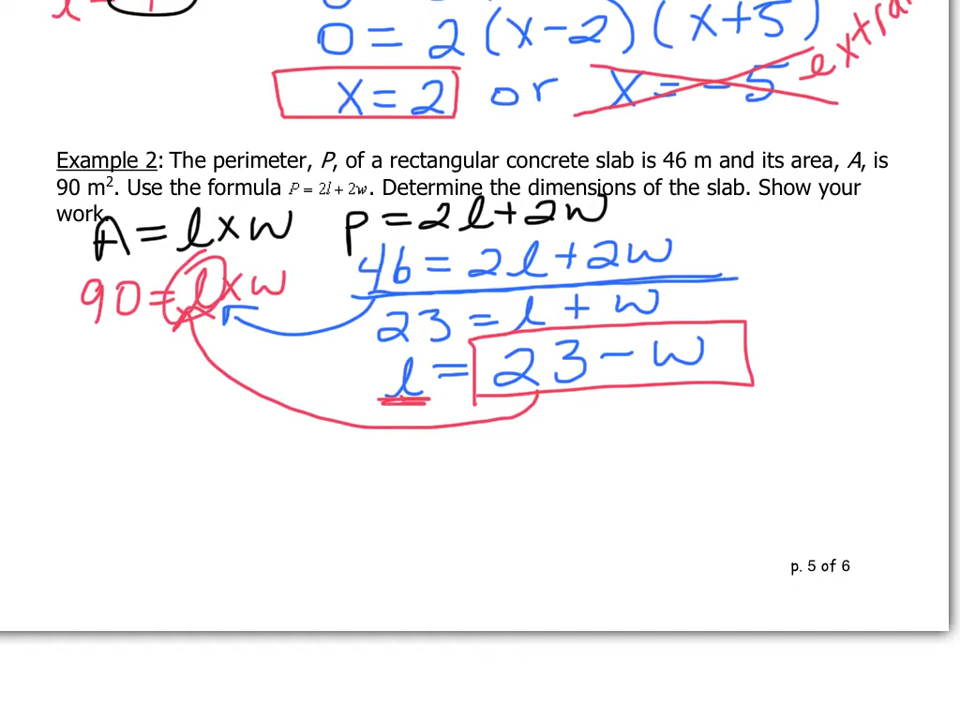 0 = 2 (x-2) (x+5)
x = 2 or x = -5
Example 2: The perimeter, P, of a rectangular concrete slab is 46 m and its area, A, is
90 m². Use the formula P = 2l + 2w. Determine the dimensions of the slab. Show your
work.
A = l x w P = 2l + 2w
46 = 2l + 2w
90 = l x w
23 = l + w
l = 23 - w
p. 5 of 6